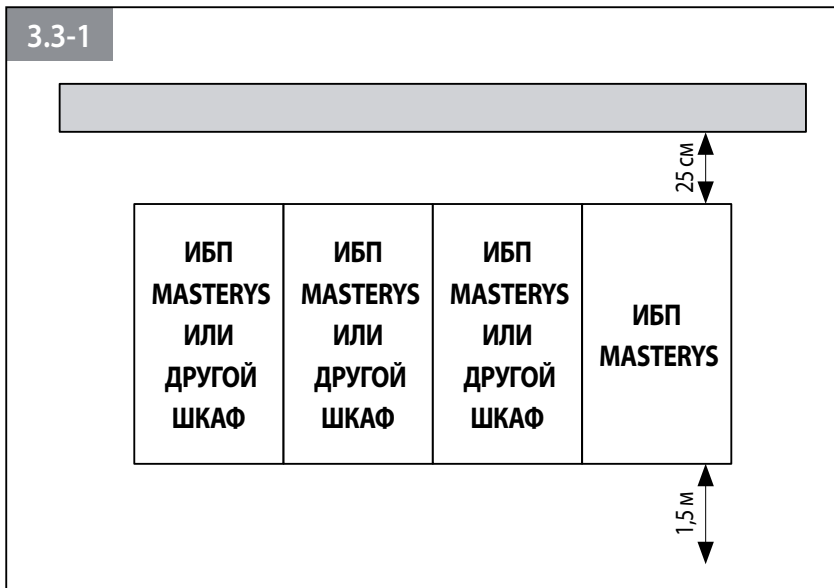 3.3-1
25 см
ИБП
MASTERYS
ИЛИ
ДРУГОЙ
ШКАФ
ИБП
MASTERYS
ИЛИ
ДРУГОЙ
ШКАФ
ИБП
MASTERYS
ИЛИ
ДРУГОЙ
ШКАФ
ИБП
MASTERYS
1,5 м